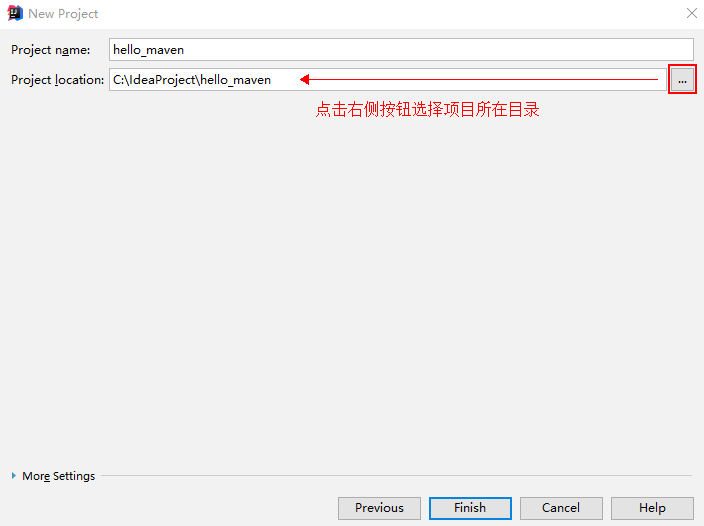 New Project
Project name: hello_maven
Project location: C:\IdeaProject\hello_maven ...
点击右侧按钮选择项目所在目录
More Settings
Previous Finish Cancel Help